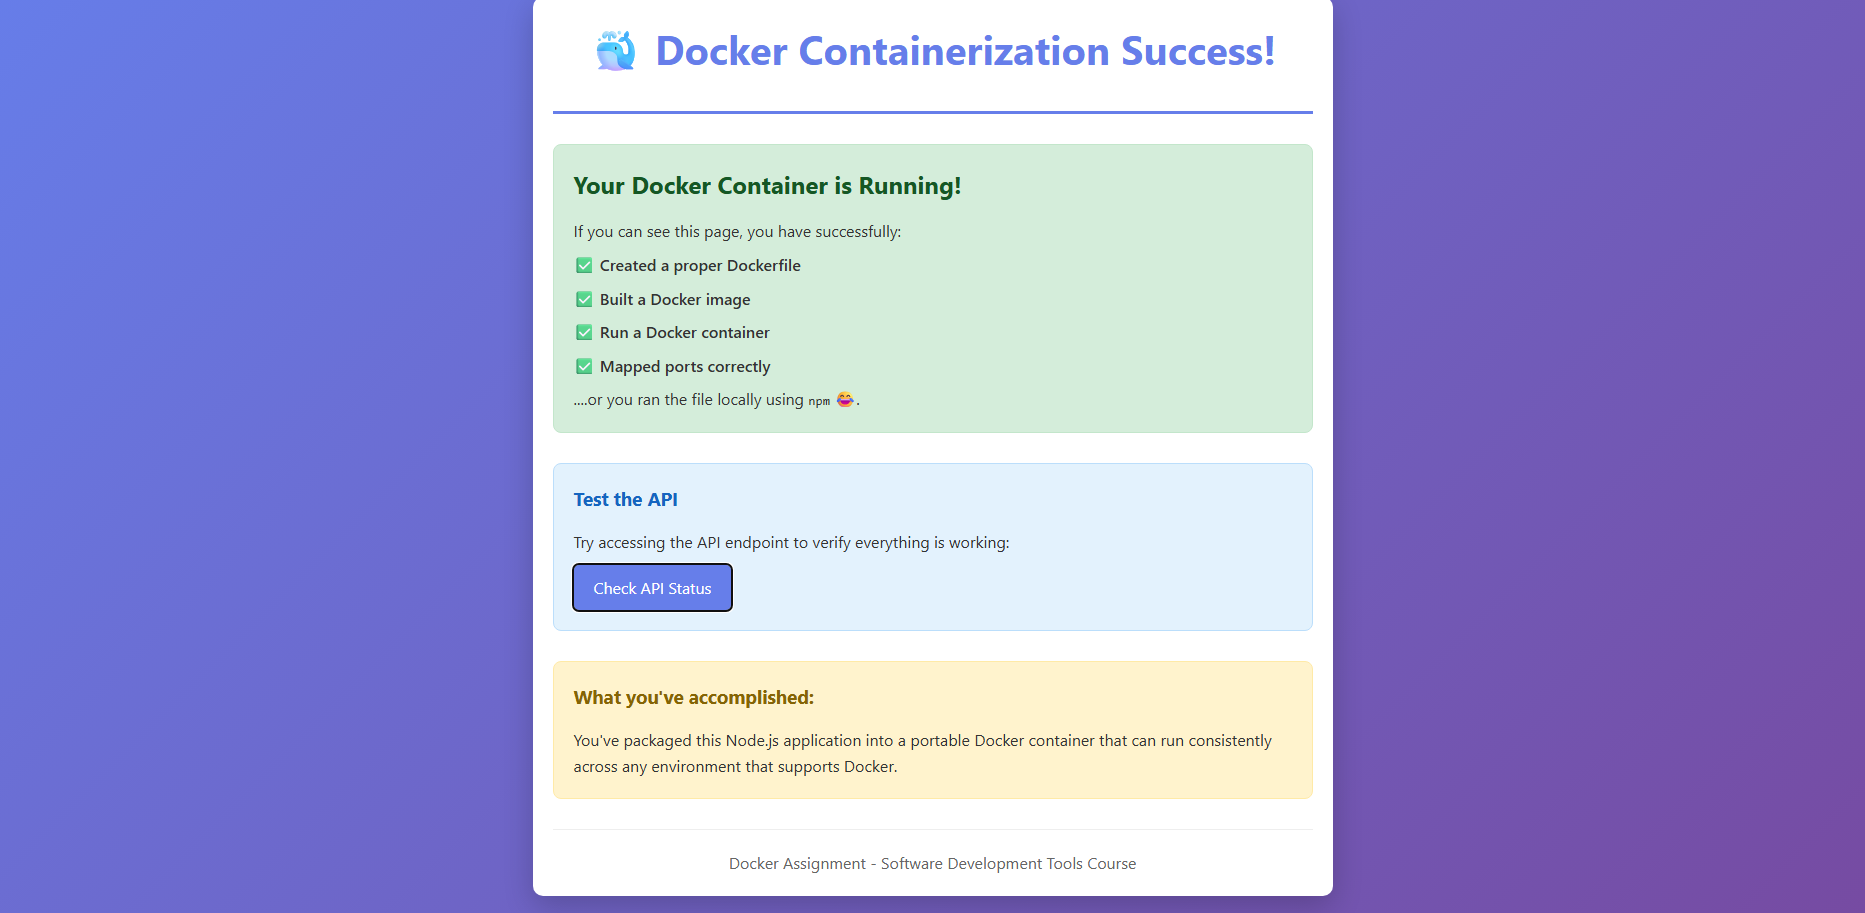 🐳 Docker Containerization Success!
Your Docker Container is Running!
If you can see this page, you have successfully:
✅ Created a proper Dockerfile
✅ Built a Docker image
✅ Run a Docker container
✅ Mapped ports correctly
....or you ran the file locally using npm 😂.
Test the API
Try accessing the API endpoint to verify everything is working:
Check API Status
What you've accomplished:
You've packaged this Node.js application into a portable Docker container that can run consistently
across any environment that supports Docker.
Docker Assignment - Software Development Tools Course